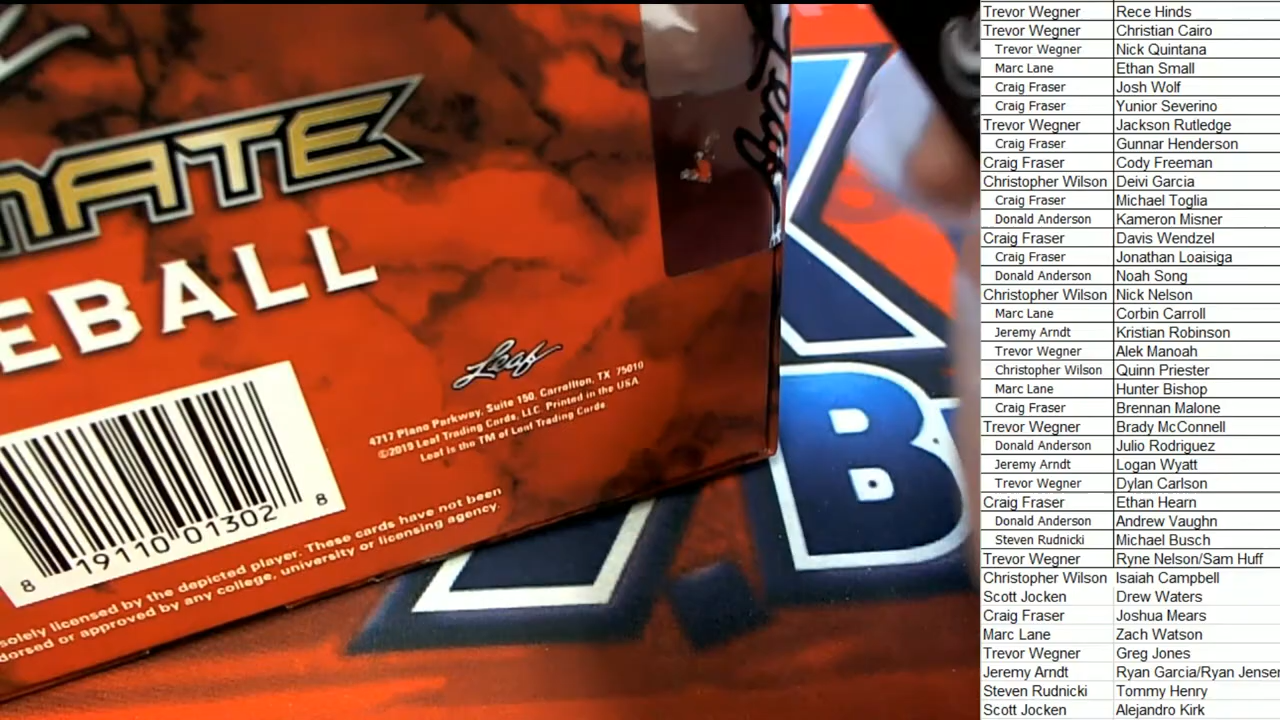 MATE
EBALL
Leaf
4717 Plano Parkway, Suite 150, Carrollton, TX 75010
©2019 Leaf Trading Cards, LLC. Printed in the USA
Leaf is the TM of Leaf Trading Cards
8 19110 01302 8
solely licensed by the depicted player. These cards have not been
dorsed or approved by any college, university or licensing agency.
B
Trevor Wegner Rece Hinds
Trevor Wegner Christian Cairo
Trevor Wegner Nick Quintana
Marc Lane Ethan Small
Craig Fraser Josh Wolf
Craig Fraser Yunior Severino
Trevor Wegner Jackson Rutledge
Craig Fraser Gunnar Henderson
Craig Fraser Cody Freeman
Christopher Wilson Deivi Garcia
Craig Fraser Michael Toglia
Donald Anderson Kameron Misner
Craig Fraser Davis Wendzel
Craig Fraser Jonathan Loaisiga
Donald Anderson Noah Song
Christopher Wilson Nick Nelson
Marc Lane Corbin Carroll
Jeremy Arndt Kristian Robinson
Trevor Wegner Alek Manoah
Christopher Wilson Quinn Priester
Marc Lane Hunter Bishop
Craig Fraser Brennan Malone
Trevor Wegner Brady McConnell
Donald Anderson Julio Rodriguez
Jeremy Arndt Logan Wyatt
Trevor Wegner Dylan Carlson
Craig Fraser Ethan Hearn
Donald Anderson Andrew Vaughn
Steven Rudnicki Michael Busch
Trevor Wegner Ryne Nelson/Sam Huff
Christopher Wilson Isaiah Campbell
Scott Jocken Drew Waters
Craig Fraser Joshua Mears
Marc Lane Zach Watson
Trevor Wegner Greg Jones
Jeremy Arndt Ryan Garcia/Ryan Jense
Steven Rudnicki Tommy Henry
Scott Jocken Alejandro Kirk